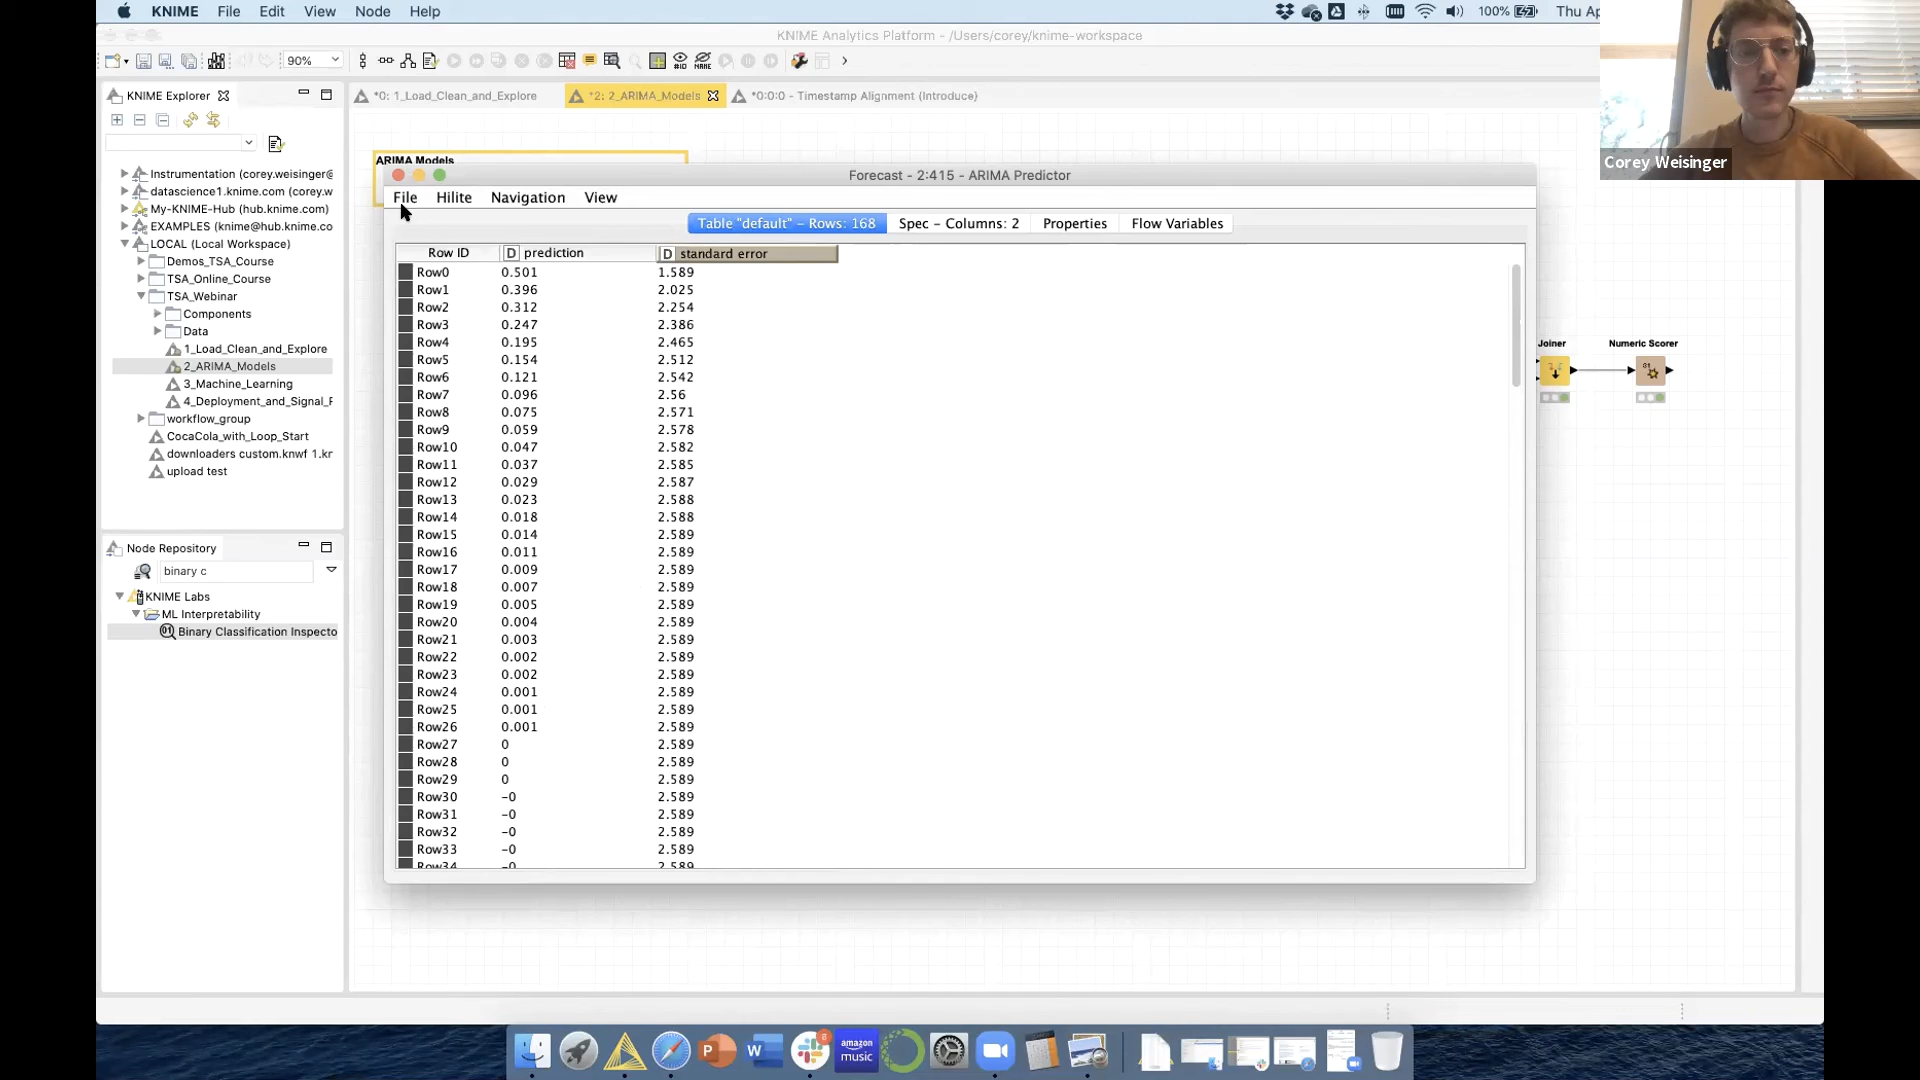 KNIME File Edit View Node Help
100% Thu Ap
KNIME Analytics Platform - /Users/corey/knime-workspace
90%
Corey Weisinger
KNIME Explorer
*0: 1_Load_Clean_and_Explore
*2: 2_ARIMA_Models
*0:0:0 - Timestamp Alignment (Introduce)
Instrumentation (corey.weisinger@
datascience1.knime.com (corey.w
My-KNIME-Hub (hub.knime.com)
EXAMPLES (knime@hub.knime.co
LOCAL (Local Workspace)
Demos_TSA_Course
TSA_Online_Course
TSA_Webinar
Components
Data
1_Load_Clean_and_Explore
2_ARIMA_Models
3_Machine_Learning
4_Deployment_and_Signal_F
workflow_group
CocaCola_with_Loop_Start
downloaders custom.knwf 1.kr
upload test
Node Repository
binary c
KNIME Labs
ML Interpretability
Binary Classification Inspecto
ARIMA Models
Forecast - 2:415 - ARIMA Predictor
File Hilite Navigation View
Table "default" - Rows: 168 Spec - Columns: 2 Properties Flow Variables
Row ID D prediction D standard error
Row0 0.501 1.589
Row1 0.396 2.025
Row2 0.312 2.254
Row3 0.247 2.386
Row4 0.195 2.465
Row5 0.154 2.512
Row6 0.121 2.542
Row7 0.096 2.56
Row8 0.075 2.571
Row9 0.059 2.578
Row10 0.047 2.582
Row11 0.037 2.585
Row12 0.029 2.587
Row13 0.023 2.588
Row14 0.018 2.588
Row15 0.014 2.589
Row16 0.011 2.589
Row17 0.009 2.589
Row18 0.007 2.589
Row19 0.005 2.589
Row20 0.004 2.589
Row21 0.003 2.589
Row22 0.002 2.589
Row23 0.002 2.589
Row24 0.001 2.589
Row25 0.001 2.589
Row26 0.001 2.589
Row27 0 2.589
Row28 0 2.589
Row29 0 2.589
Row30 -0 2.589
Row31 -0 2.589
Row32 -0 2.589
Row33 -0 2.589
Row34 -0 2.589
Joiner
Numeric Scorer
amazon
music